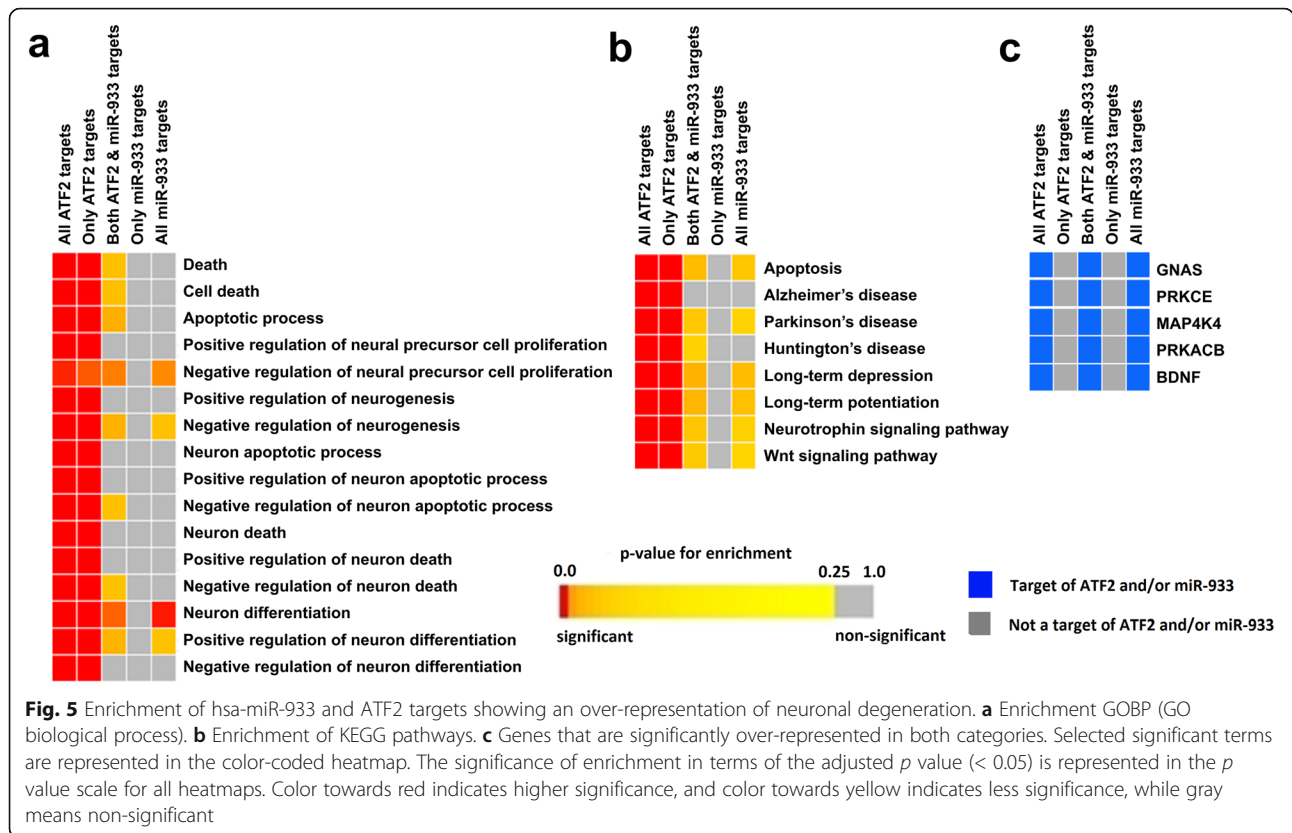 a
All ATF2 targets
Only ATF2 targets
Both ATF2 & miR-933 targets
Only miR-933 targets
All miR-933 targets
Death
Cell death
Apoptotic process
Positive regulation of neural precursor cell proliferation
Negative regulation of neural precursor cell proliferation
Positive regulation of neurogenesis
Negative regulation of neurogenesis
Neuron apoptotic process
Positive regulation of neuron apoptotic process
Negative regulation of neuron apoptotic process
Neuron death
Positive regulation of neuron death
Negative regulation of neuron death
Neuron differentiation
Positive regulation of neuron differentiation
Negative regulation of neuron differentiation
b
All ATF2 targets
Only ATF2 targets
Both ATF2 & miR-933 targets
Only miR-933 targets
All miR-933 targets
Apoptosis
Alzheimer's disease
Parkinson's disease
Huntington's disease
Long-term depression
Long-term potentiation
Neurotrophin signaling pathway
Wnt signaling pathway
c
All ATF2 targets
Only ATF2 targets
Both ATF2 & miR-933 targets
Only miR-933 targets
All miR-933 targets
GNAS
PRKCE
MAP4K4
PRKACB
BDNF
p-value for enrichment
0.0 0.25 1.0
significant non-significant
Target of ATF2 and/or miR-933
Not a target of ATF2 and/or miR-933
Fig. 5 Enrichment of hsa-miR-933 and ATF2 targets showing an over-representation of neuronal degeneration. a Enrichment GOBP (GO
biological process). b Enrichment of KEGG pathways. c Genes that are significantly over-represented in both categories. Selected significant terms
are represented in the color-coded heatmap. The significance of enrichment in terms of the adjusted p value (< 0.05) is represented in the p
value scale for all heatmaps. Color towards red indicates higher significance, and color towards yellow indicates less significance, while gray
means non-significant